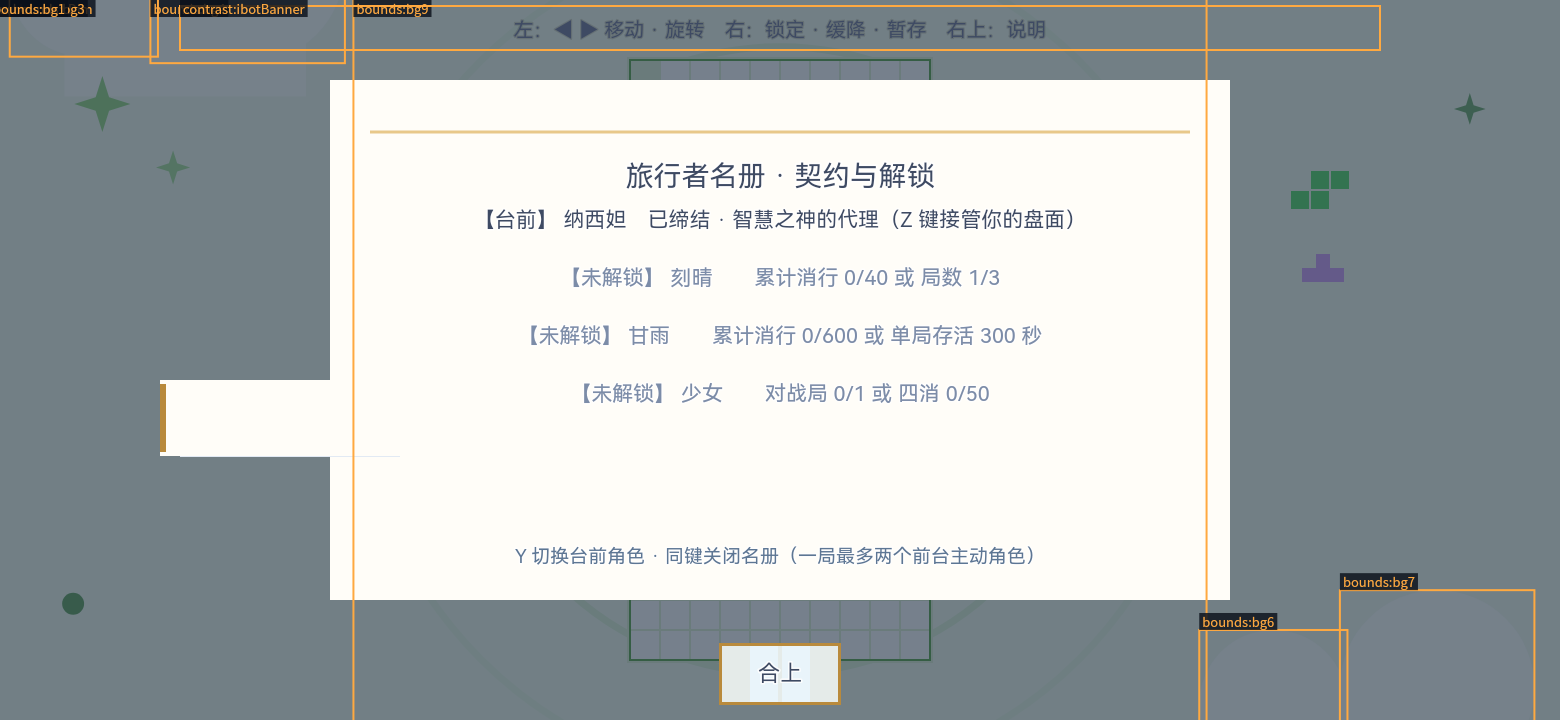 ounds:bg1
g3
bou
contrast:ibotBanner
bounds:bg9
左: ◀ ▶ 移动 · 旋转 右: 锁定 · 缓降 · 暂存 右上: 说明
旅行者名册 · 契约与解锁
【台前】 纳西妲 已缔结 · 智慧之神的代理（Z 键接管你的盘面）
【未解锁】 刻晴 累计消行 0/40 或 局数 1/3
【未解锁】 甘雨 累计消行 0/600 或 单局存活 300 秒
【未解锁】 少女 对战局 0/1 或 四消 0/50
Y 切换台前角色 · 同键关闭名册（一局最多两个前台主动角色）
bounds:bg7
bounds:bg6
合上